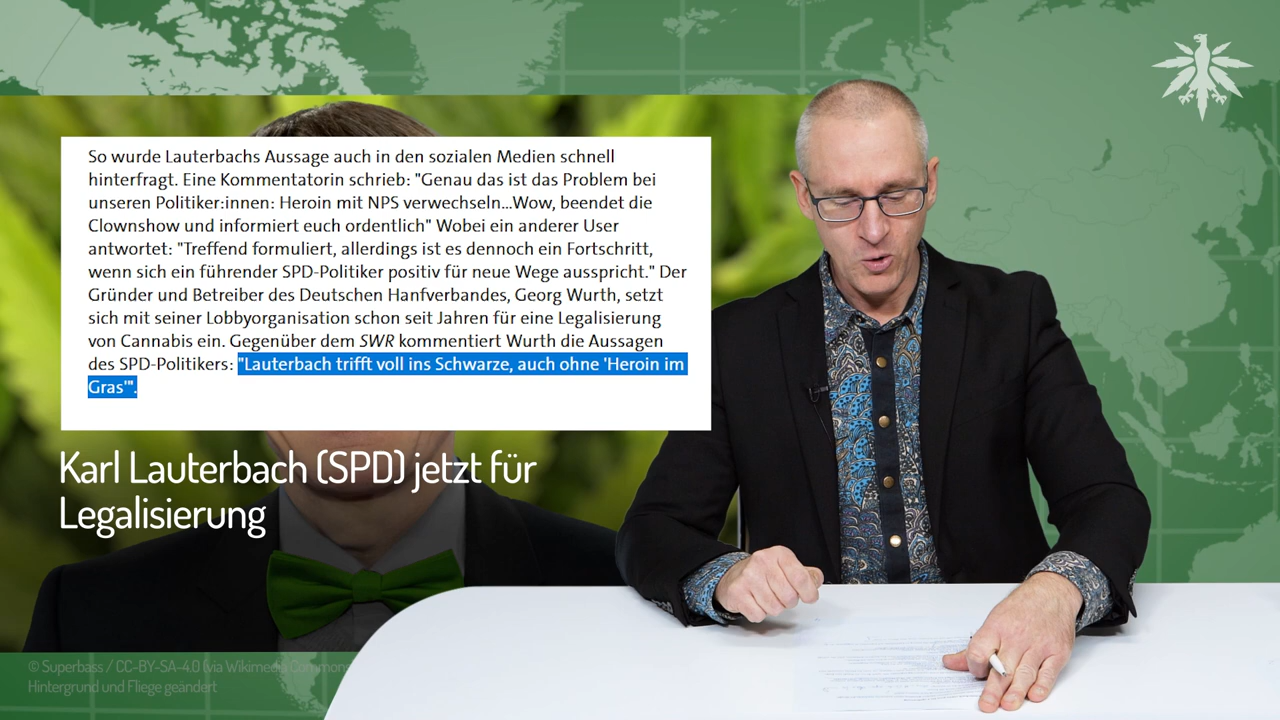 So wurde Lauterbachs Aussage auch in den sozialen Medien schnell
hinterfragt. Eine Kommentatorin schrieb: "Genau das ist das Problem bei
unseren Politiker:innen: Heroin mit NPS verwechseln...Wow, beendet die
Clownshow und informiert euch ordentlich" Wobei ein anderer User
antwortet: "Treffend formuliert, allerdings ist es dennoch ein Fortschritt,
wenn sich ein führender SPD-Politiker positiv für neue Wege ausspricht." Der
Gründer und Betreiber des Deutschen Hanfverbandes, Georg Wurth, setzt
sich mit seiner Lobbyorganisation schon seit Jahren für eine Legalisierung
von Cannabis ein. Gegenüber dem SWR kommentiert Wurth die Aussagen
des SPD-Politikers: "Lauterbach trifft voll ins Schwarze, auch ohne 'Heroin im
Gras'".
Karl Lauterbach (SPD) jetzt für
Legalisierung
© Superbass / CC-BY-SA-4.0 (via Wikimedia Commons
Hintergrund und Fliege geändert